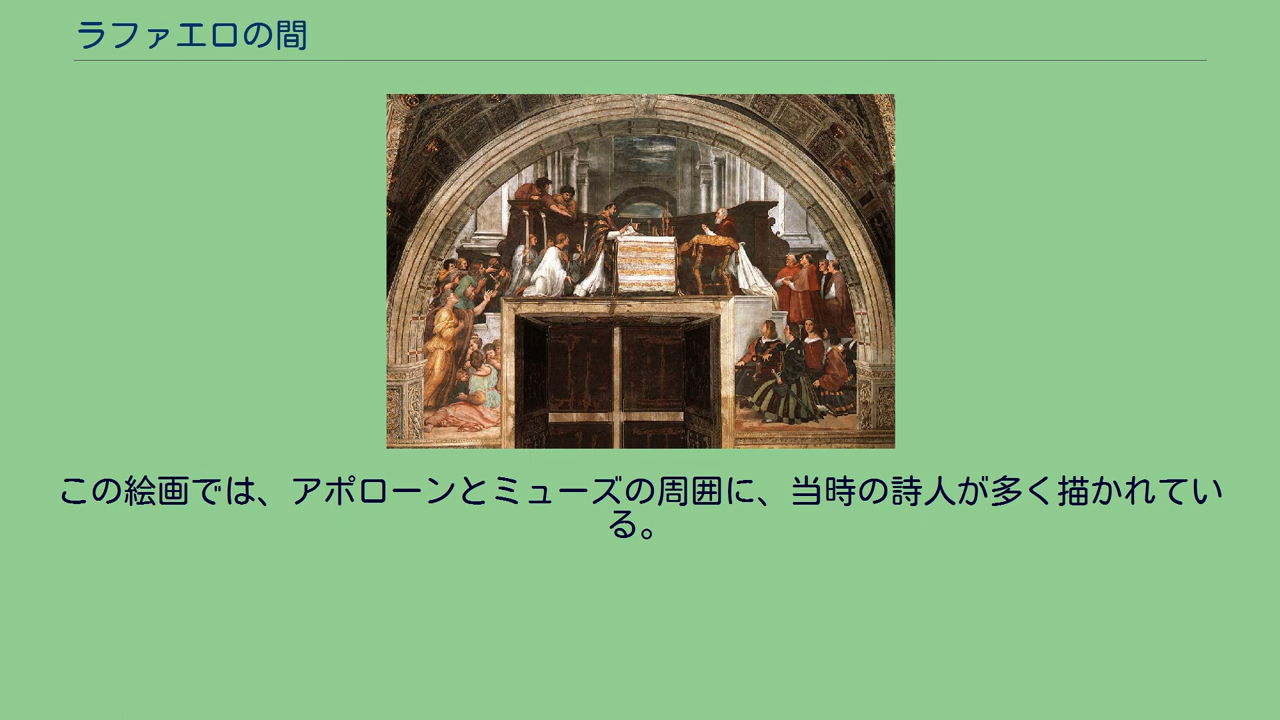 ラファエロの間
この絵画では、アポローンとミューズの周囲に、当時の詩人が多く描かれてい
る。